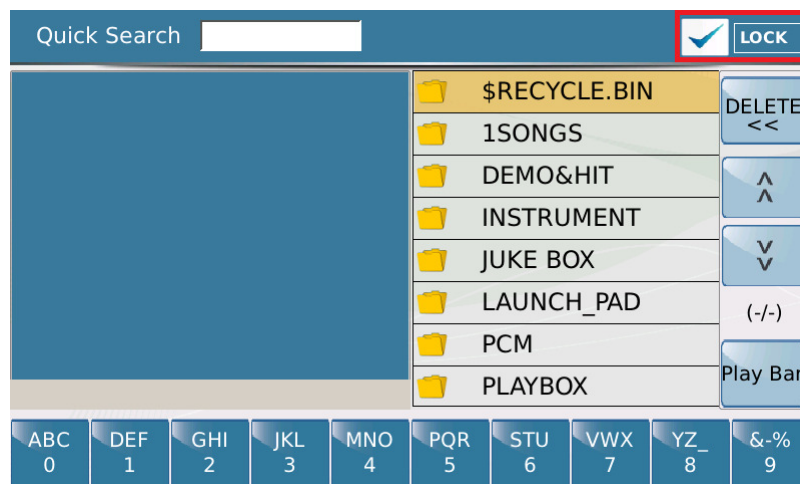 Quick Search
LOCK
$RECYCLE.BIN
1SONGS
DEMO&HIT
INSTRUMENT
JUKE BOX
LAUNCH_PAD
PCM
PLAYBOX
DELETE
<<
(-/-)
Play Bar
ABC DEF GHI JKL MNO PQR STU VWX YZ_ &-%
0 1 2 3 4 5 6 7 8 9